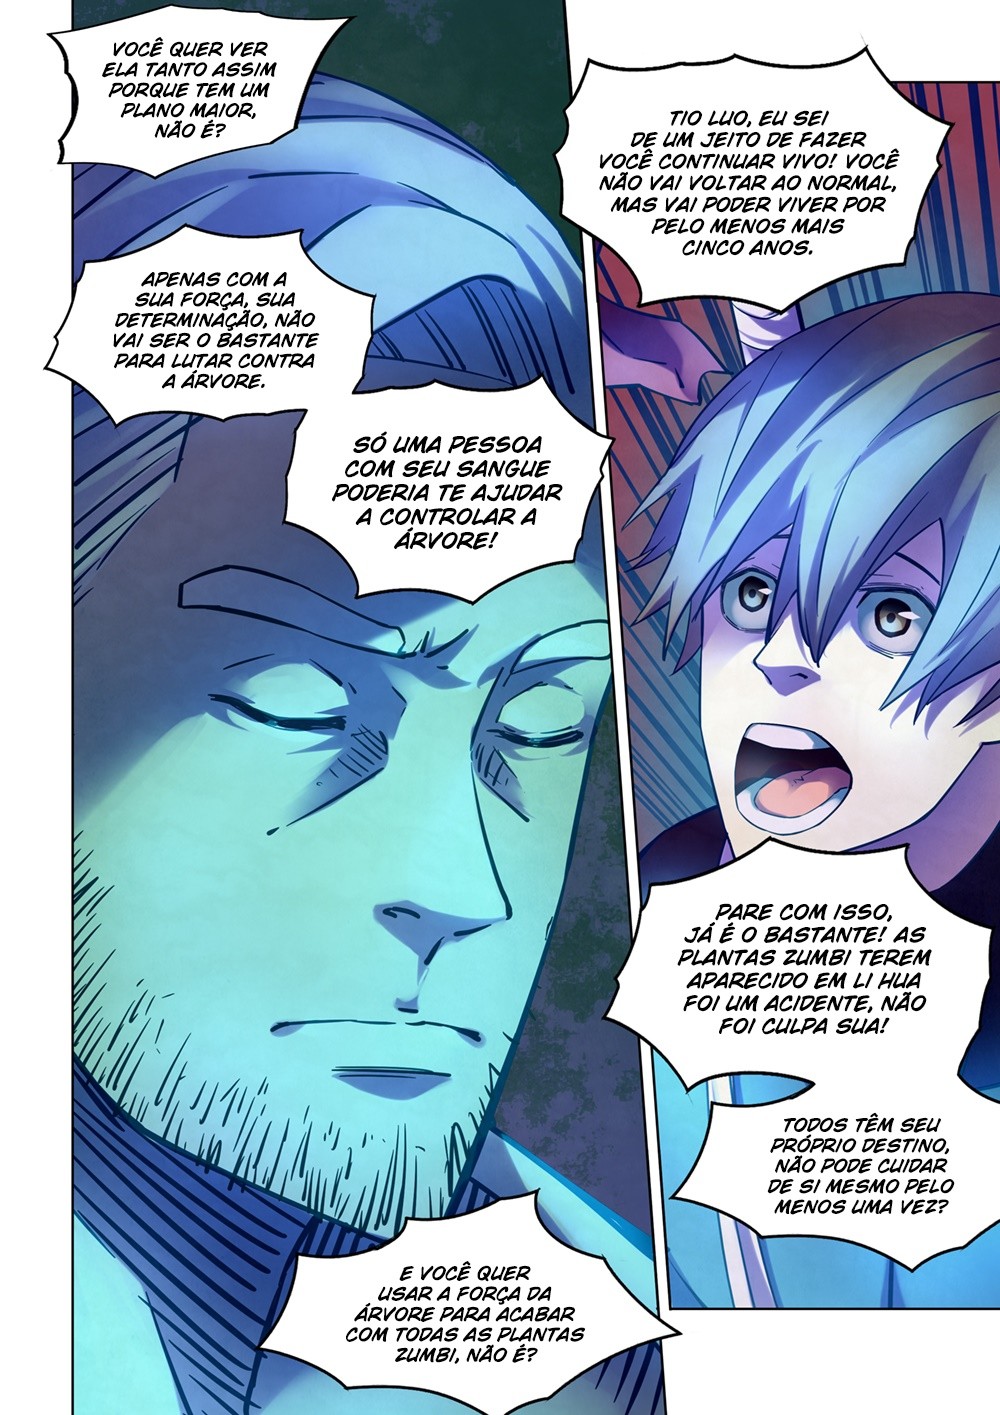 VOCÊ QUER VER
ELA TANTO ASSIM
PORQUE TEM UM
PLANO MAIOR,
NÃO É?
APENAS COM A
SUA FORÇA, SUA
DETERMINAÇÃO, NÃO
VAI SER O BASTANTE
PARA LUTAR CONTRA
A ÁRVORE.
SÓ UMA PESSOA
COM SEU SANGUE
PODERIA TE AJUDAR
A CONTROLAR A
ÁRVORE!
E VOCÊ QUER
USAR A FORÇA DA
ÁRVORE PARA ACABAR
COM TODAS AS PLANTAS
ZUMBI, NÃO É?
TIO LUO, EU SEI
DE UM JEITO DE FAZER
VOCÊ CONTINUAR VIVO! VOCÊ
NÃO VAI VOLTAR AO NORMAL,
MAS VAI PODER VIVER POR
PELO MENOS MAIS
CINCO ANOS.
PARE COM ISSO,
JÁ É O BASTANTE! AS
PLANTAS ZUMBI TEREM
APARECIDO EM LI HUA
FOI UM ACIDENTE, NÃO
FOI CULPA SUA!
TODOS TÊM SEU
PRÓPRIO DESTINO,
NÃO PODE CUIDAR
DE SI MESMO PELO
MENOS UMA VEZ?